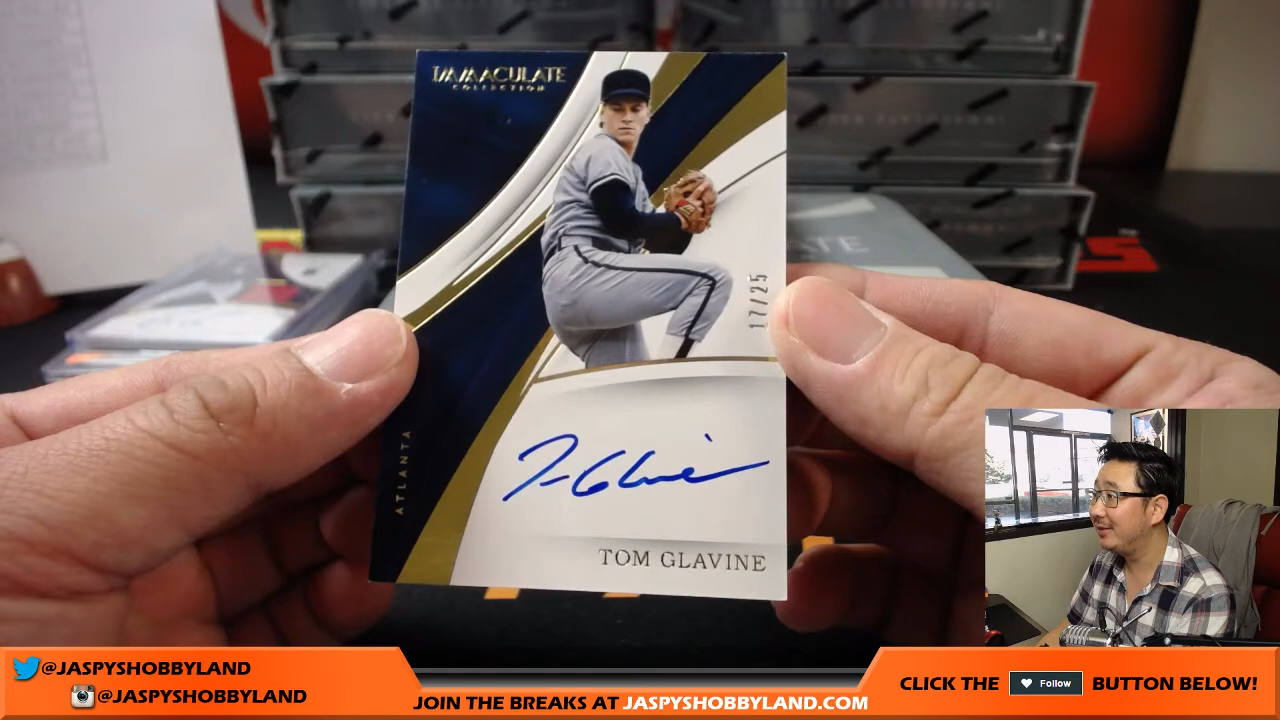 IMMACULATE
COLLECTION
17/25
ATLANTA
TOM GLAVINE
@JASPYSHOBBYLAND
@JASPYSHOBBYLAND
JOIN THE BREAKS AT JASPYSHOBBYLAND.COM
CLICK THE Follow BUTTON BELOW!